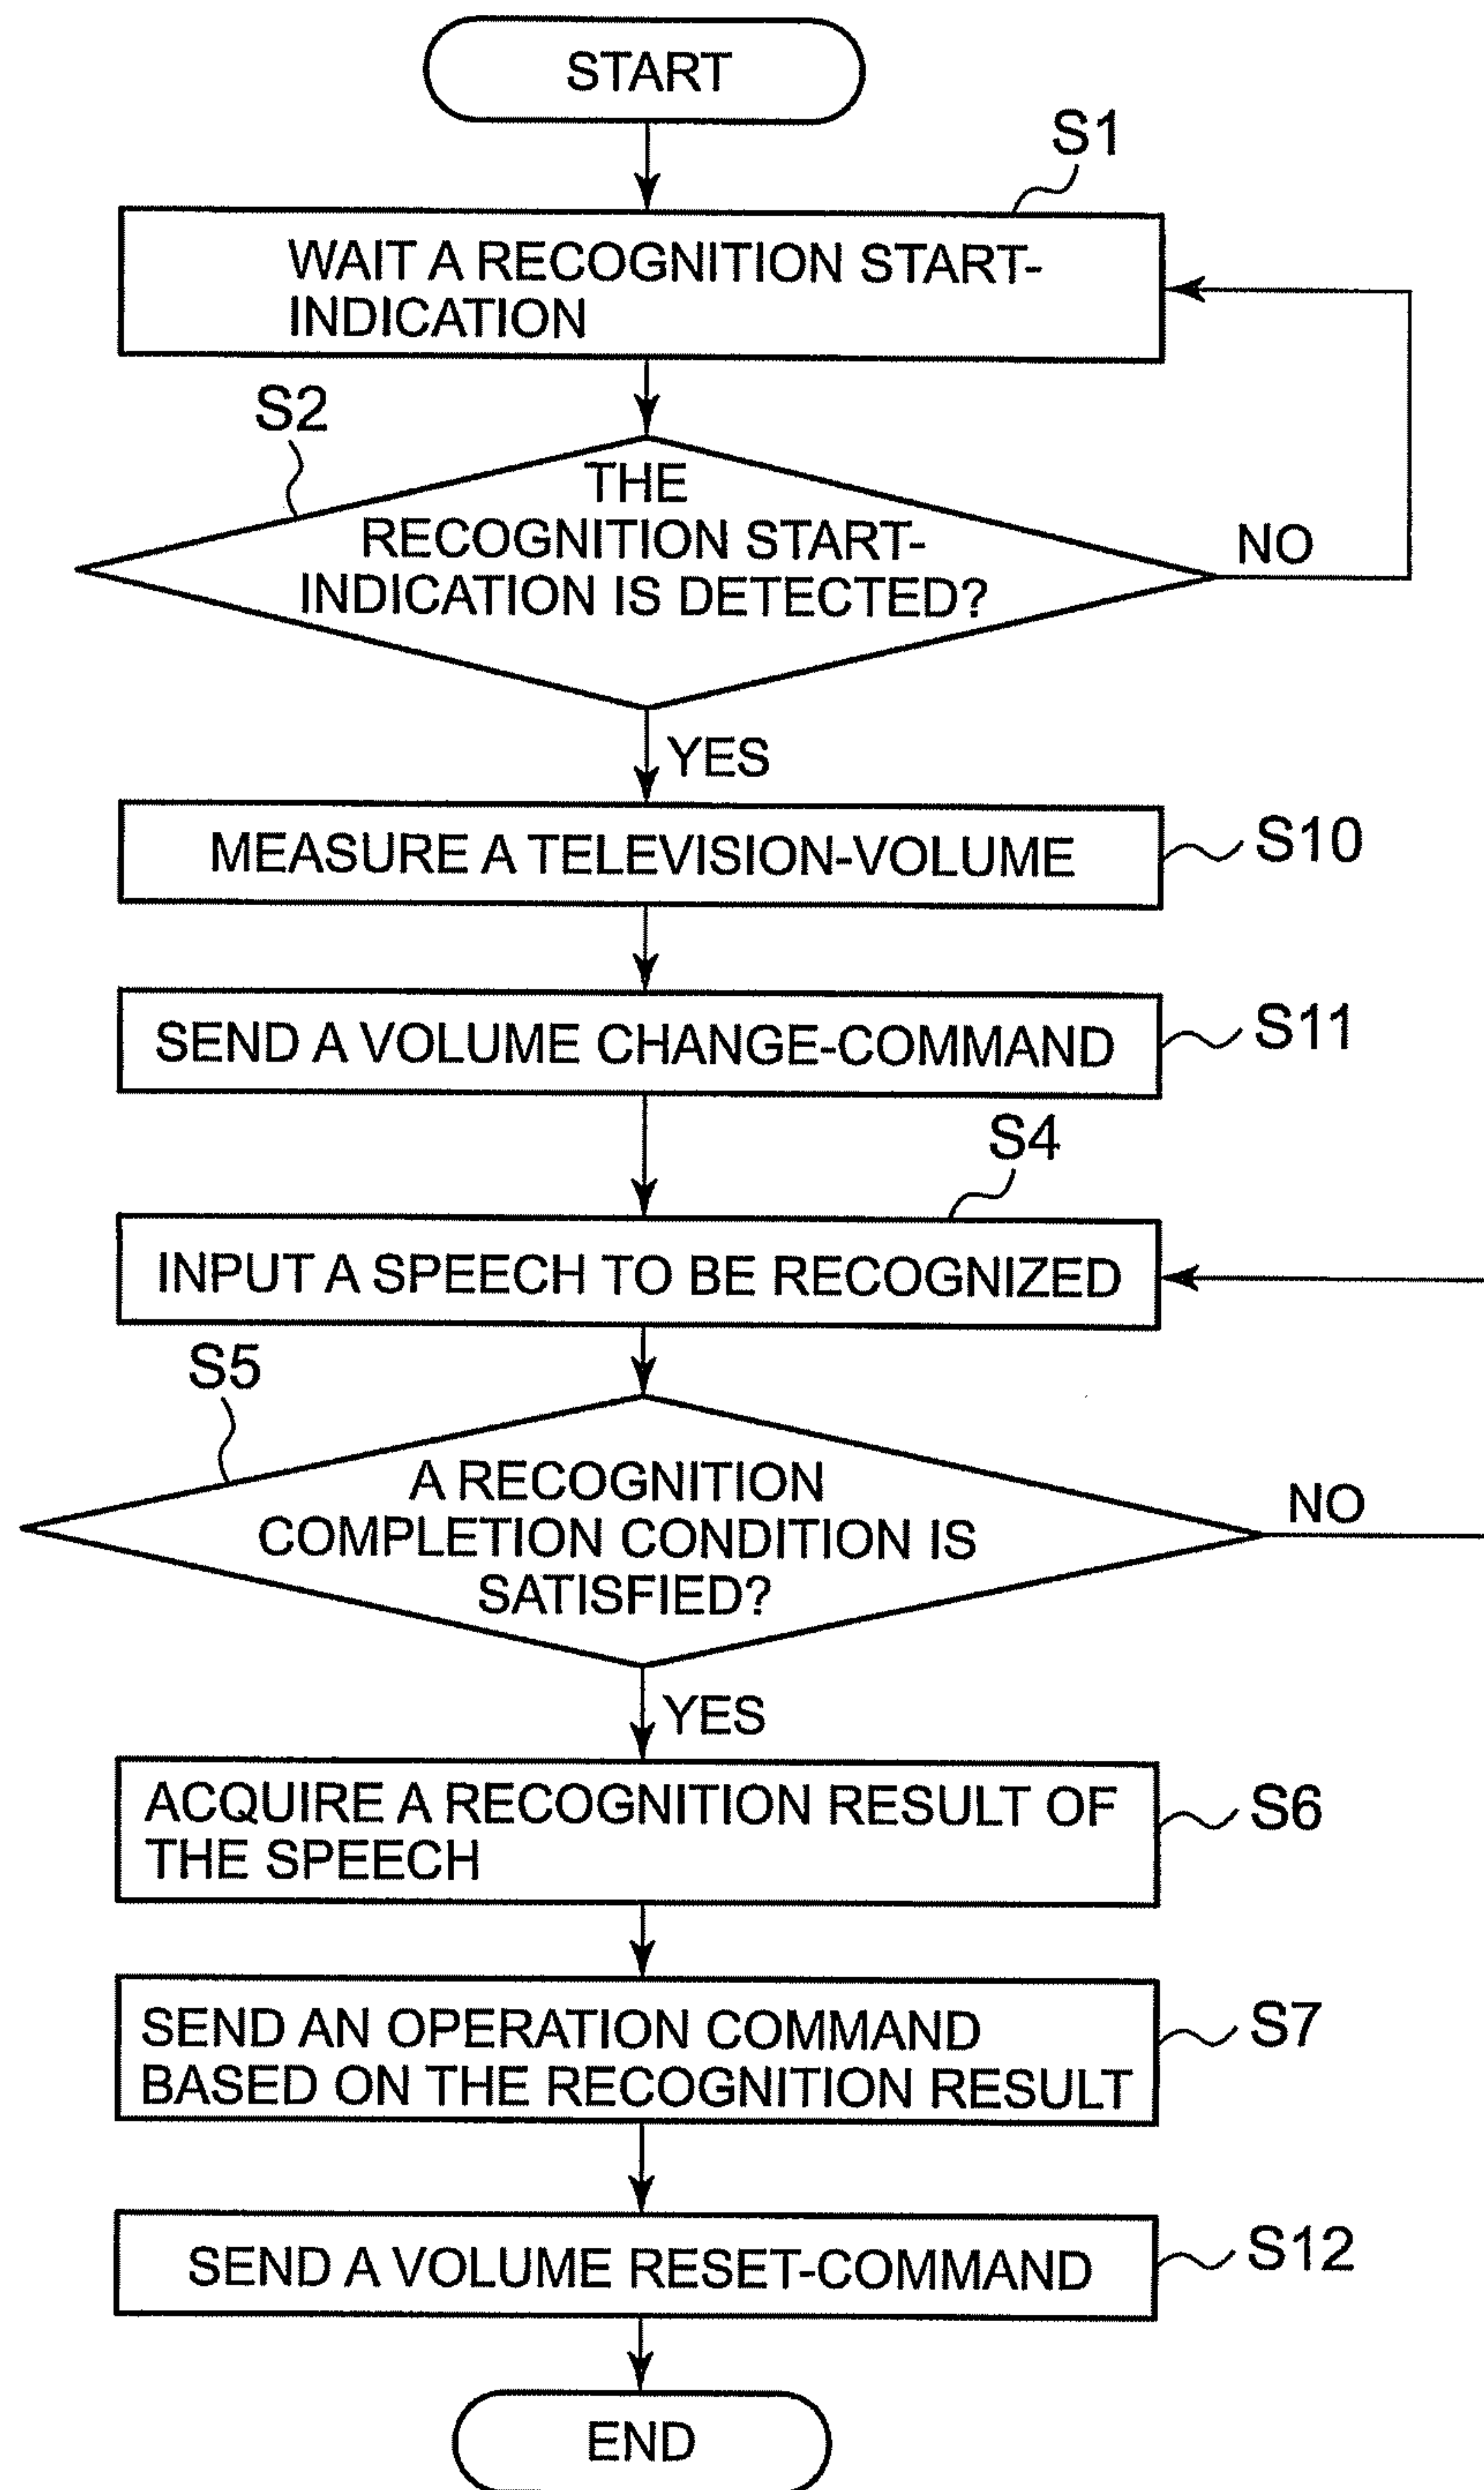 START
S1
WAIT A RECOGNITION START-
INDICATION
S2
THE
RECOGNITION START-
INDICATION IS DETECTED?
NO
YES
MEASURE A TELEVISION-VOLUME
S10
SEND A VOLUME CHANGE-COMMAND
S11
S4
INPUT A SPEECH TO BE RECOGNIZED
S5
A RECOGNITION
COMPLETION CONDITION IS
SATISFIED?
NO
YES
ACQUIRE A RECOGNITION RESULT OF
THE SPEECH
S6
SEND AN OPERATION COMMAND
BASED ON THE RECOGNITION RESULT
S7
SEND A VOLUME RESET-COMMAND
S12
END